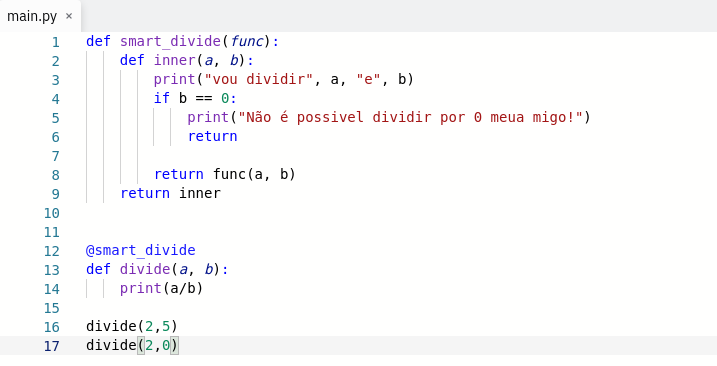 main.py ×
1 def smart_divide(func):
2 def inner(a, b):
3 print("vou dividir", a, "e", b)
4 if b == 0:
5 print("Não é possivel dividir por 0 meua migo!")
6 return
7
8 return func(a, b)
9 return inner
10
11
12 @smart_divide
13 def divide(a, b):
14 print(a/b)
15
16 divide(2,5)
17 divide(2,0)